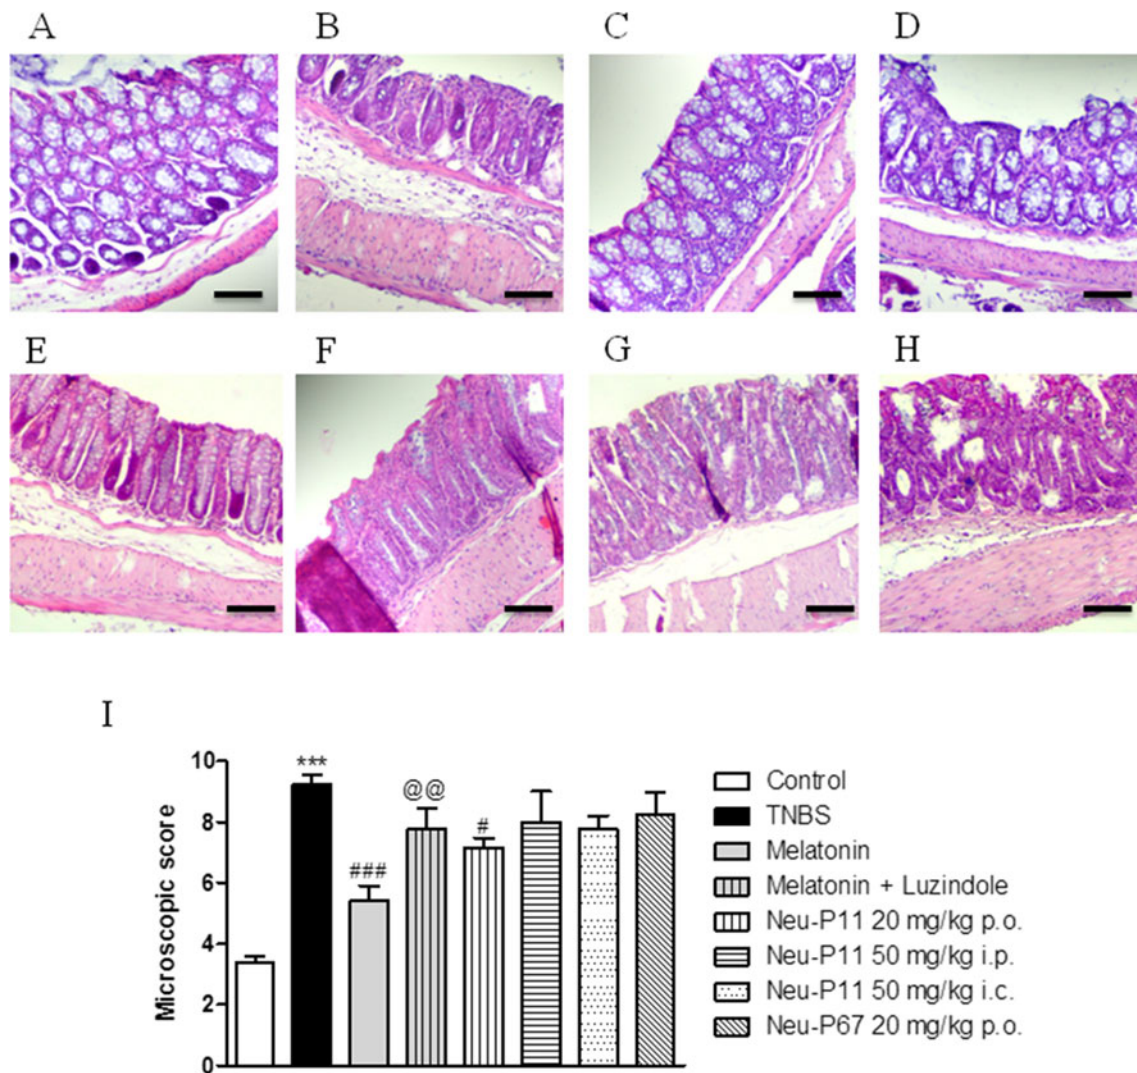 A B C D
E F G H
I
Microscopic score
10
8
6
4
2
0
***
###
@@
#
Control
TNBS
Melatonin
Melatonin + Luzindole
Neu-P11 20 mg/kg p.o.
Neu-P11 50 mg/kg i.p.
Neu-P11 50 mg/kg i.c.
Neu-P67 20 mg/kg p.o.